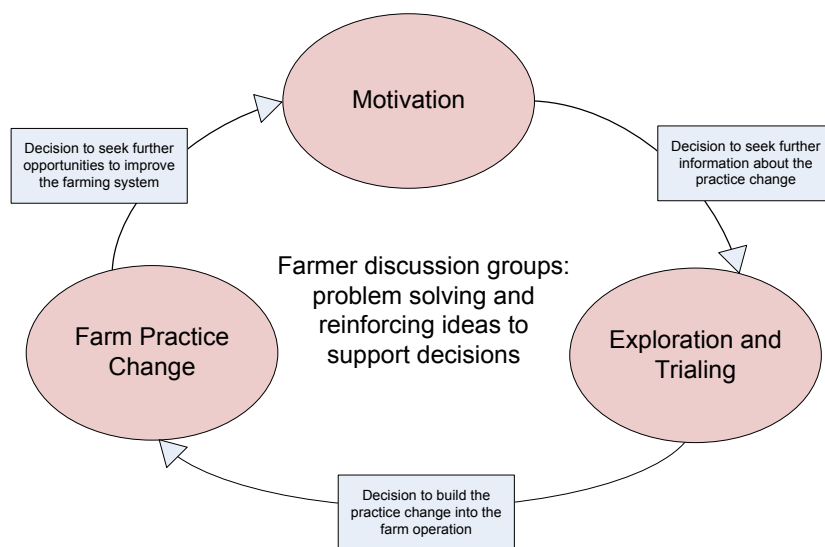 Motivation
Decision to seek further
opportunities to improve
the farming system
Decision to seek further
information about the
practice change
Farmer discussion groups:
problem solving and
reinforcing ideas to
support decisions
Farm Practice
Change
Exploration and
Trialing
Decision to build the
practice change into the
farm operation